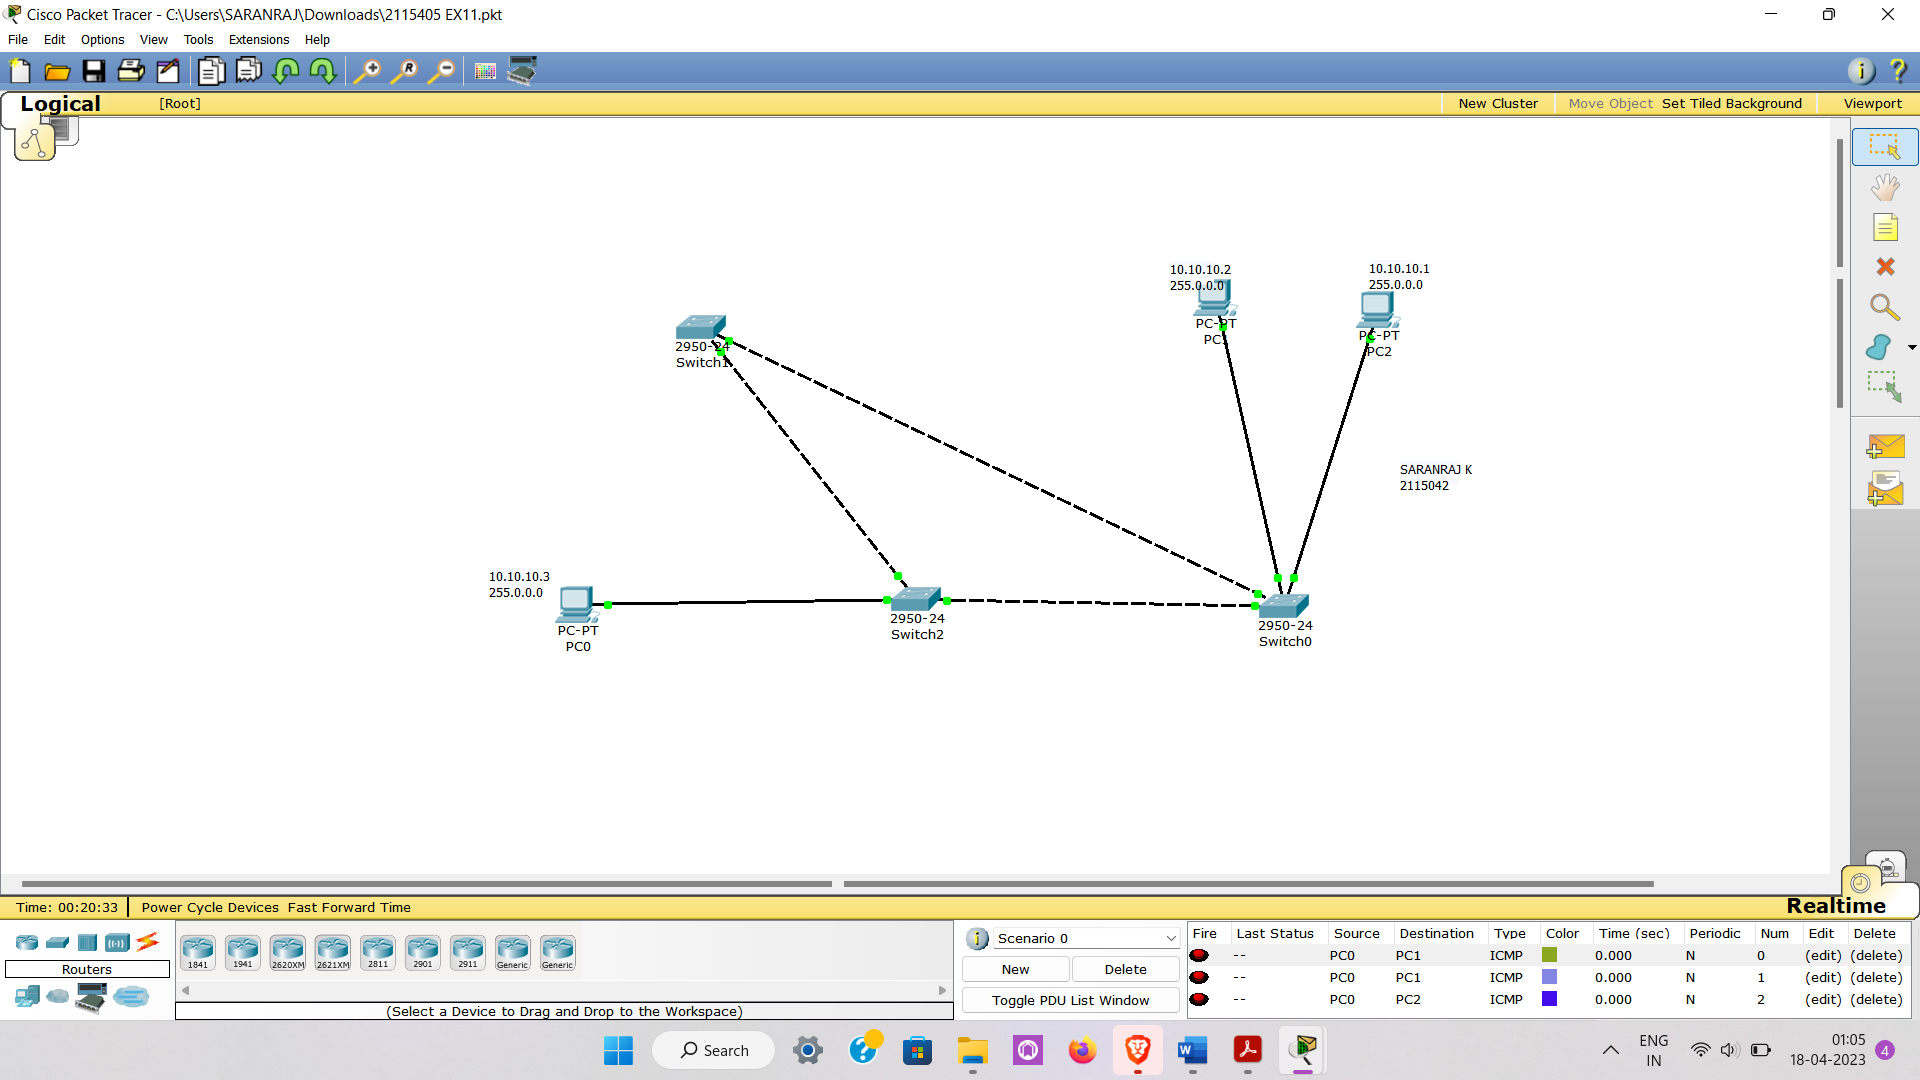 Cisco Packet Tracer - C:\Users\SARANRAJ\Downloads\2115405 EX11.pkt
File Edit Options View Tools Extensions Help
Logical [Root] New Cluster Move Object Set Tiled Background Viewport
10.10.10.2
255.0.0.0
PC-PT
10.10.10.1
255.0.0.0
PC-PT
PC2
2950-24
Switch1
SARANRAJ K
2115042
10.10.10.3
255.0.0.0
PC-PT
PC0
2950-24
Switch2
2950-24
Switch0
Time: 00:20:33 Power Cycle Devices Fast Forward Time Realtime
Routers
1841 1941 2620XM 2621XM 2811 2901 2911 Generic Generic
(Select a Device to Drag and Drop to the Workspace)
Scenario 0
New Delete
Toggle PDU List Window
Fire Last Status Source Destination Type Color Time (sec) Periodic Num Edit Delete
-- PC0 PC1 ICMP 0.000 N 0 (edit) (delete)
-- PC0 PC1 ICMP 0.000 N 1 (edit) (delete)
-- PC0 PC2 ICMP 0.000 N 2 (edit) (delete)
Search
ENG
IN
01:05
18-04-2023
4